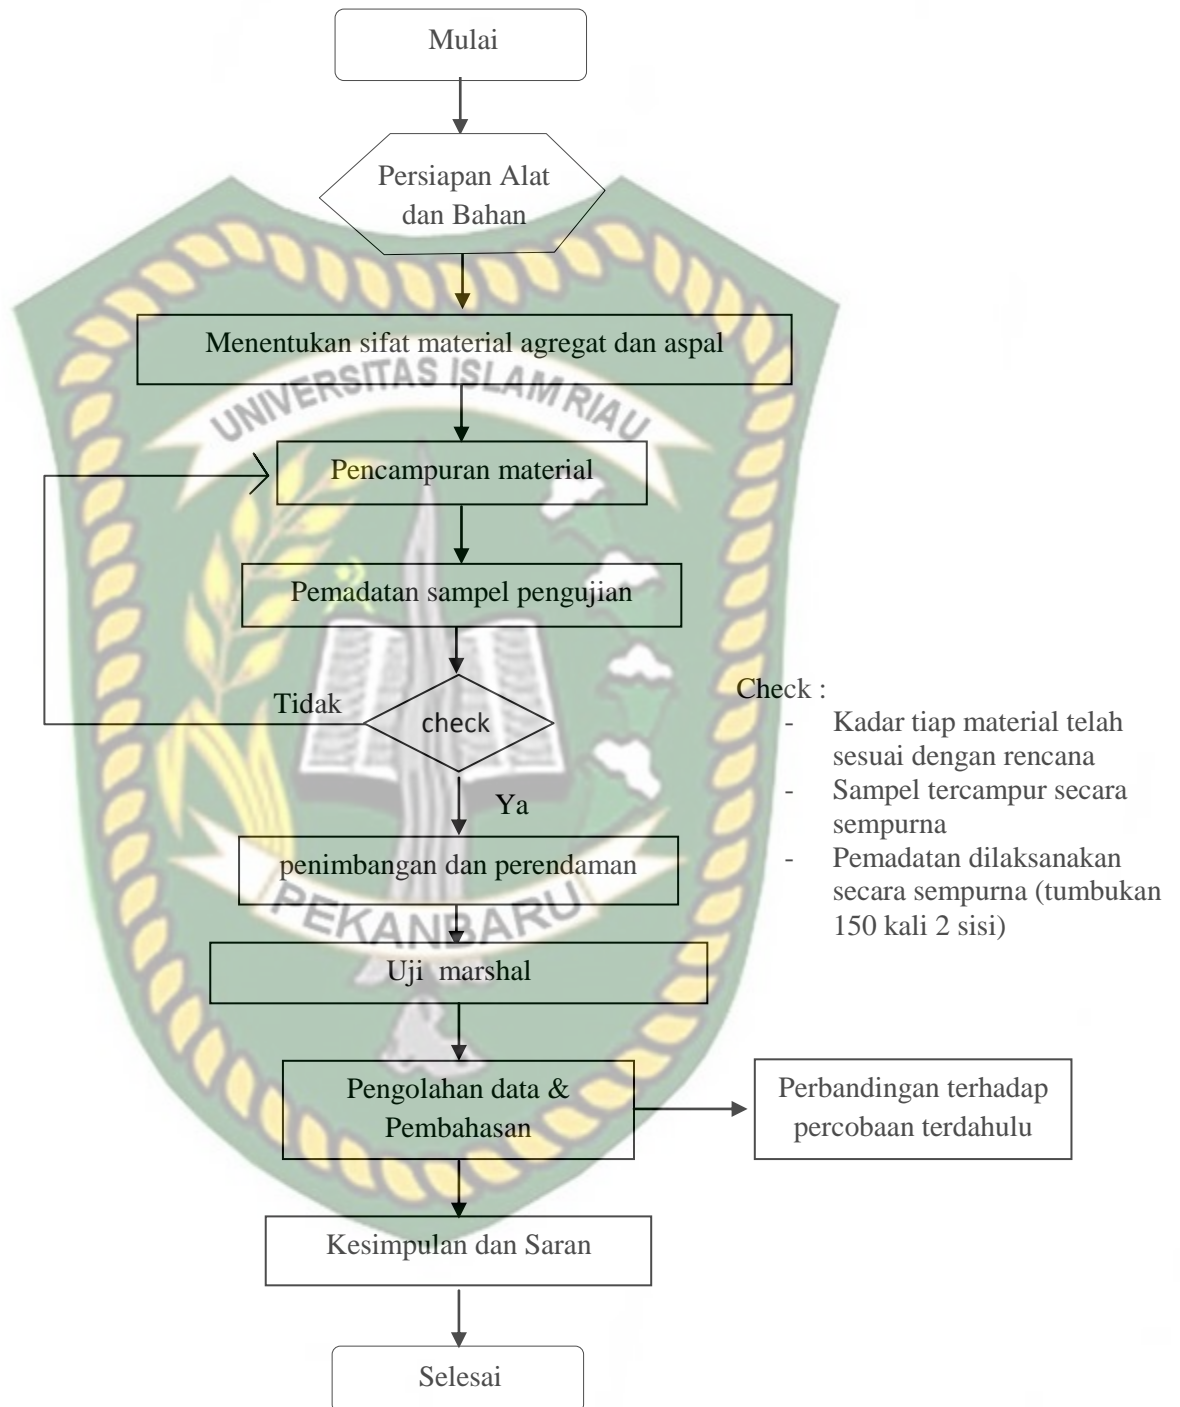 Mulai
Persiapan Alat
dan Bahan
Menentukan sifat material agregat dan aspal
UNIVERSITAS ISLAM RIAU
Pencampuran material
Pemadatan sampel pengujian
Tidak
check
Ya
Check :
- Kadar tiap material telah
sesuai dengan rencana
- Sampel tercampur secara
sempurna
- Pemadatan dilaksanakan
secara sempurna (tumbukan
150 kali 2 sisi)
penimbangan dan perendaman
PEKANBARU
Uji marshal
Pengolahan data &
Pembahasan
Perbandingan terhadap
percobaan terdahulu
Kesimpulan dan Saran
Selesai